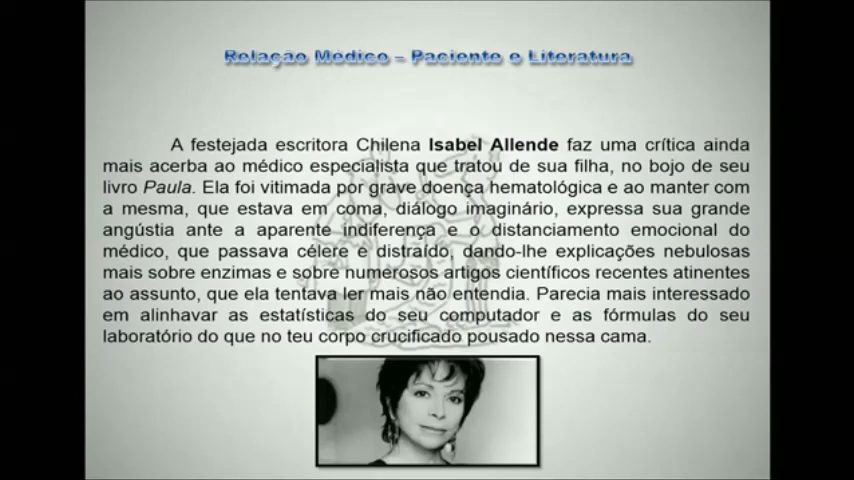 Relação Médico – Paciente e Literatura
A festejada escritora Chilena Isabel Allende faz uma crítica ainda
mais acerba ao médico especialista que tratou de sua filha, no bojo de seu
livro Paula. Ela foi vitimada por grave doença hematológica e ao manter com
a mesma, que estava em coma, diálogo imaginário, expressa sua grande
angústia ante a aparente indiferença e o distanciamento emocional do
médico, que passava célere e distraído, dando-lhe explicações nebulosas
mais sobre enzimas e sobre numerosos artigos científicos recentes atinentes
ao assunto, que ela tentava ler mais não entendia. Parecia mais interessado
em alinhavar as estatísticas do seu computador e as fórmulas do seu
laboratório do que no teu corpo crucificado pousado nessa cama.